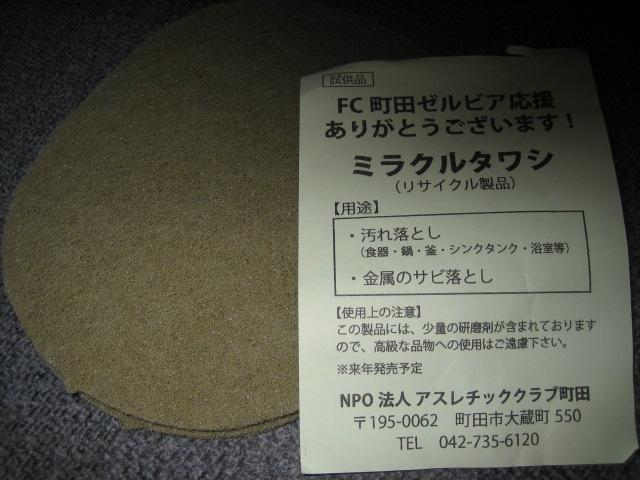 試供品
FC 町田ゼルビア応援
ありがとうございます！
ミラクルタワシ
（リサイクル製品）
【用途】
・汚れ落とし
（食器・鍋・釜・シンクタンク・浴室等）
・金属のサビ落とし
【使用上の注意】
この製品には、少量の研磨剤が含まれております
ので、高級な品物への使用はご遠慮下さい。
※来年発売予定
NPO 法人 アスレチッククラブ町田
〒195-0062 町田市大蔵町 550
TEL 042-735-6120